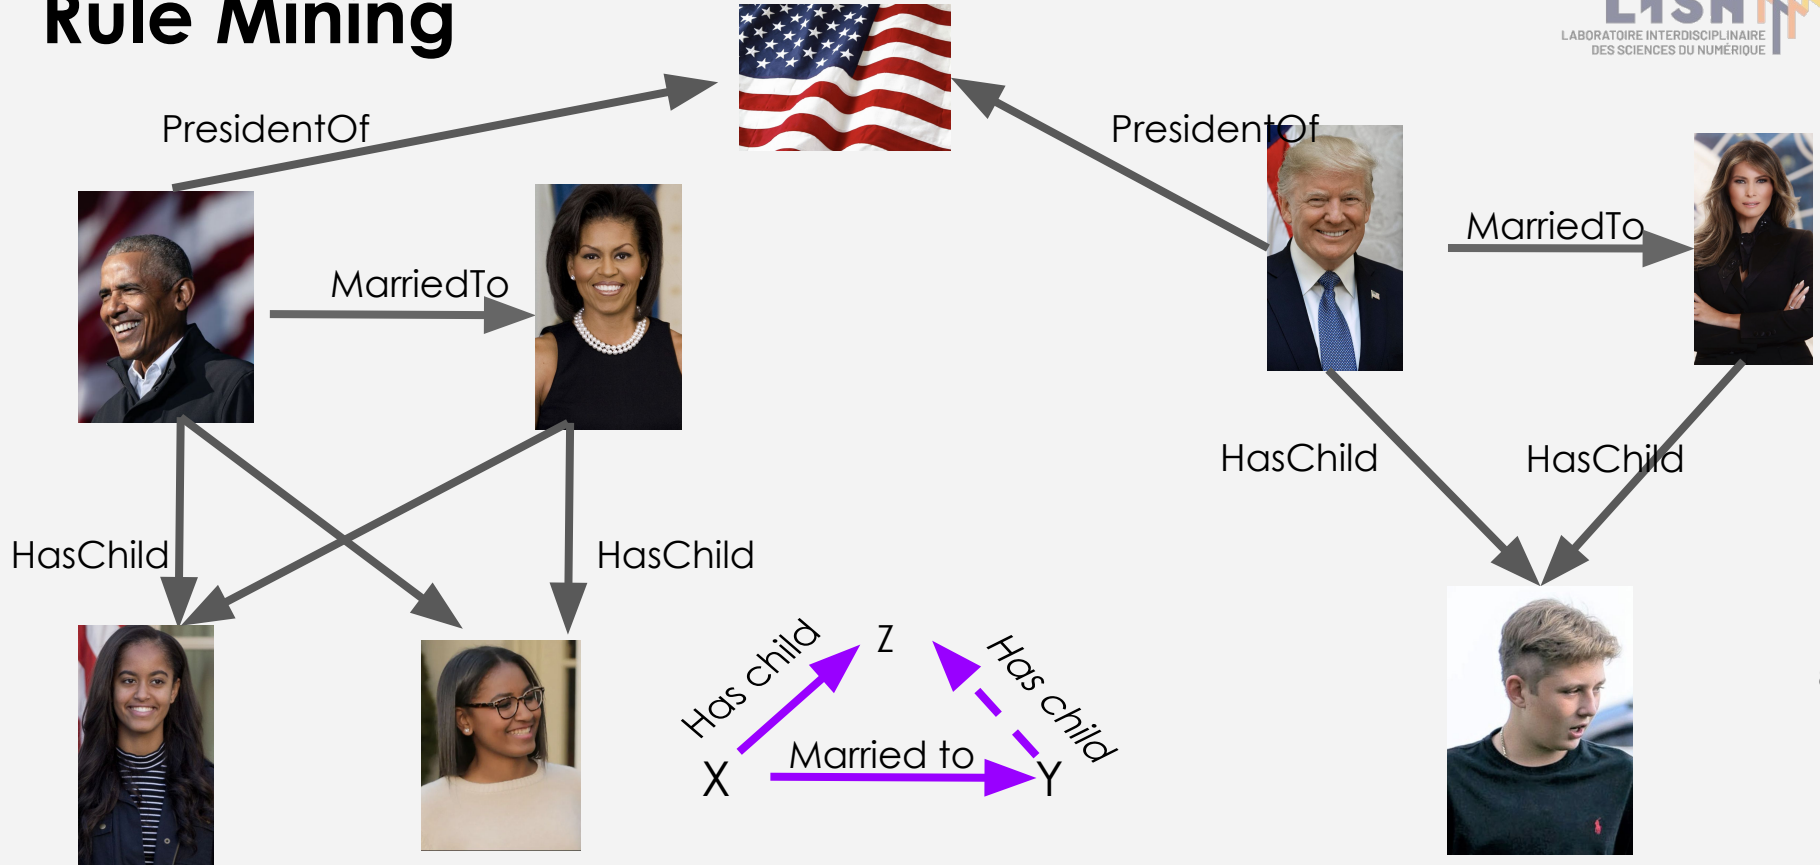 Rule Mining
LISN
LABORATOIRE INTERDISCIPLINAIRE
DES SCIENCES DU NUMÉRIQUE
PresidentOf
PresidentOf
MarriedTo
MarriedTo
HasChild
HasChild
HasChild
HasChild
Has child
Z
Has child
X
Married to
Y